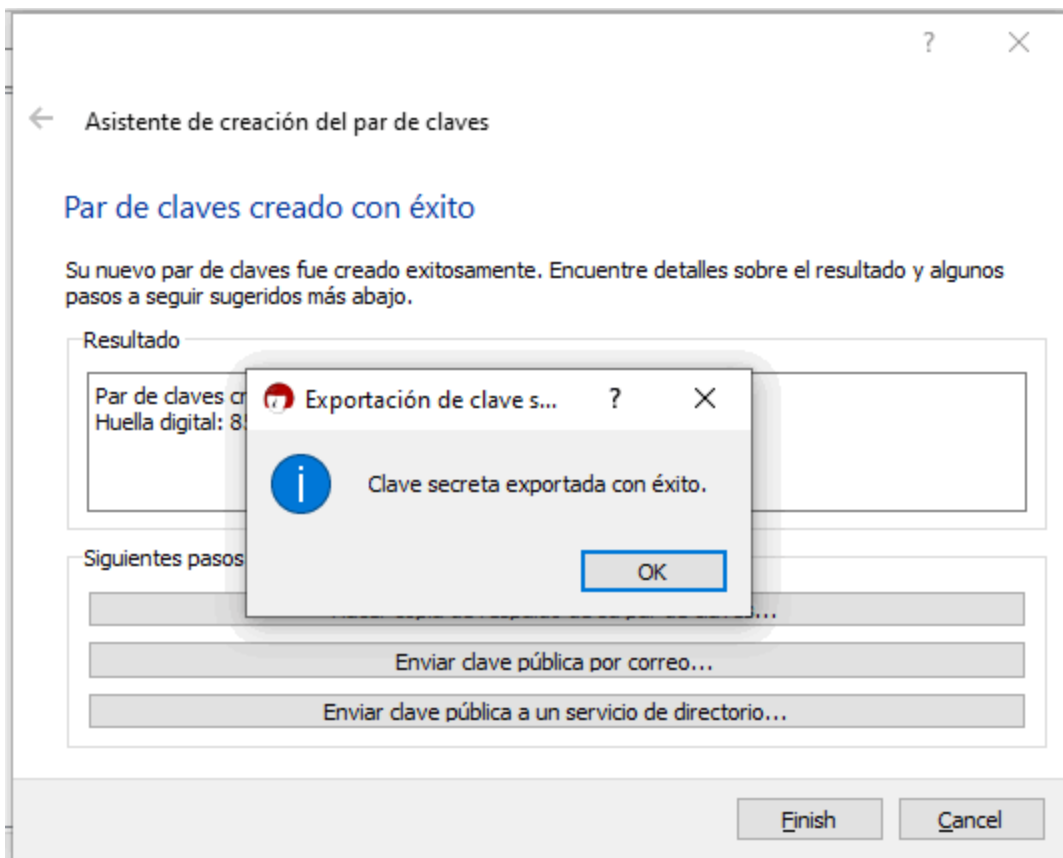 ?
Asistente de creación del par de claves
Par de claves creado con éxito
Su nuevo par de claves fue creado exitosamente. Encuentre detalles sobre el resultado y algunos
pasos a seguir sugeridos más abajo.
Resultado
Par de claves cr
Huella digital: 8
Exportación de clave s... ?
Clave secreta exportada con éxito.
OK
Siguientes pasos
Enviar clave pública por correo...
Enviar clave pública a un servicio de directorio...
Finish
Cancel